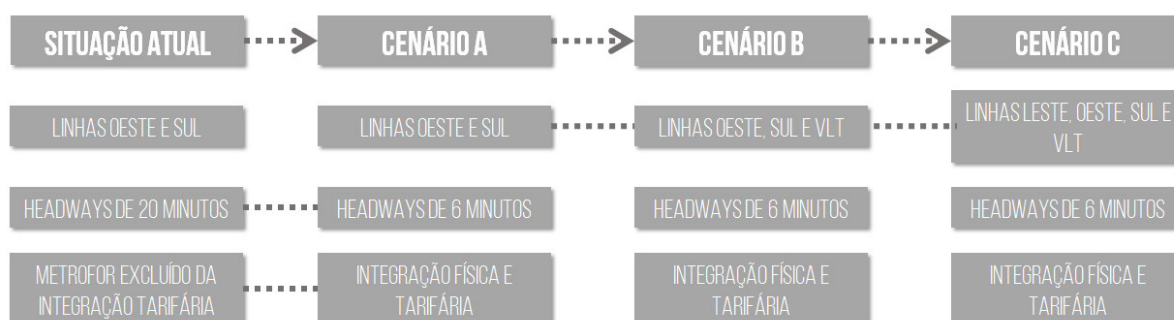 SITUAÇÃO ATUAL
CENÁRIO A
CENÁRIO B
CENÁRIO C
LINHAS OESTE E SUL
LINHAS OESTE E SUL
LINHAS OESTE, SUL E VLT
LINHAS LESTE, OESTE, SUL E
VLT
HEADWAYS DE 20 MINUTOS
HEADWAYS DE 6 MINUTOS
HEADWAYS DE 6 MINUTOS
HEADWAYS DE 6 MINUTOS
METROFOR EXCLUÍDO DA
INTEGRAÇÃO TARIFÁRIA
INTEGRAÇÃO FÍSICA E
TARIFÁRIA
INTEGRAÇÃO FÍSICA E
TARIFÁRIA
INTEGRAÇÃO FÍSICA E
TARIFÁRIA